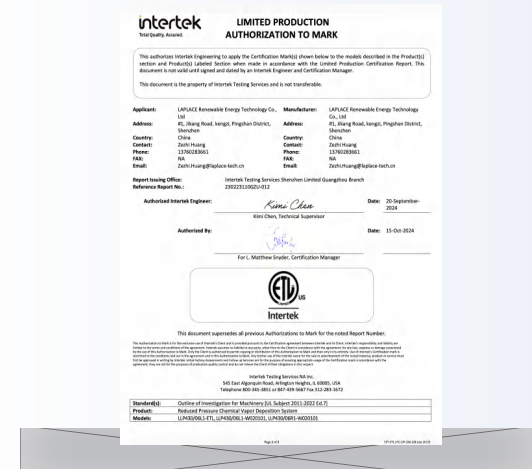 intertek
Total Quality. Assured.
LIMITED PRODUCTION
AUTHORIZATION TO MARK
This authorizes Intertek Engineering to apply the Certification Mark(s) shown below to the models described in the Product(s)
section and Product(s) Labeled Section when made in accordance with the Limited Production Certification Report. This
document is not valid until signed and dated by an Intertek Engineer and Certification Manager.
This document is the property of Intertek Testing Services and is not transferable.
Applicant: LAPLACE Renewable Energy Technology Co., Ltd Manufacturer: LAPLACE Renewable Energy Technology Co., Ltd
Address: #1, Jikang Road, kengzi, Pingshan District, Shenzhen Address: #1, Jikang Road, kengzi, Pingshan District, Shenzhen
Country: China Country: China
Contact: Zezhi Huang Contact: Zezhi Huang
Phone: 13760283661 Phone: 13760283661
FAX: NA FAX: NA
Email: Zezhi.Huang@laplace-tech.cn Email: Zezhi.Huang@laplace-tech.cn
Report Issuing Office: Intertek Testing Services Shenzhen Limited Guangzhou Branch
Reference Report No.: 230223110GZU-012
Authorized Intertek Engineer: Kimi Chen Date: 20-September-2024
Kimi Chen, Technical Supervisor
Authorized By: Date: 15-Oct-2024
For L. Matthew Snyder, Certification Manager
ETL
US
Intertek
This document supersedes all previous Authorizations to Mark for the noted Report Number.
Intertek Testing Services NA Inc.
545 East Algonquin Road, Arlington Heights, IL 60005, USA
Telephone 800-345-3851 or 847-439-5667 Fax 312-283-1672
Standard(s): Outline of Investigation for Machinery [UL Subject 2011:2022 Ed.7]
Product: Reduced Pressure Chemical Vapor Deposition System
Models: LLP430/06L1-ETL, LLP430/06L1-W020101, LLP430/06R1-W020101
Page 1 of 1